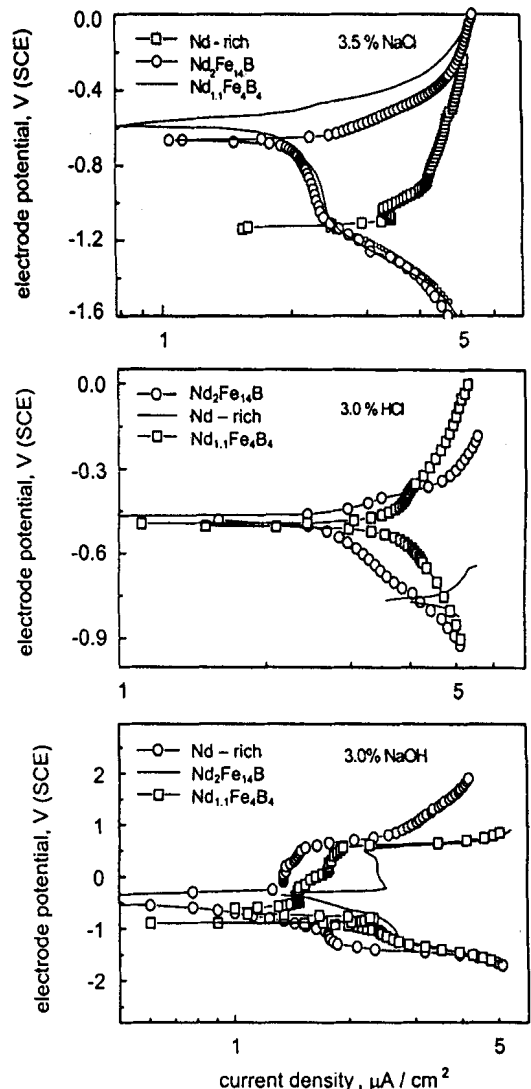 electrode potential, V (SCE)
0.0
-0.4
-0.8
-1.2
-1.6
Nd - rich
Nd₂Fe₁₄B
Nd₁.₁Fe₄B₄
3.5 % NaCl
1
5
electrode potential, V (SCE)
0.0
-0.3
-0.6
-0.9
Nd₂Fe₁₄B
Nd – rich
Nd₁.₁Fe₄B₄
3.0 % HCl
1
5
electrode potential, V (SCE)
2
1
0
-1
-2
Nd – rich
Nd₂Fe₁₄B
Nd₁.₁Fe₄B₄
3.0% NaOH
1
5
current density , μA / cm²